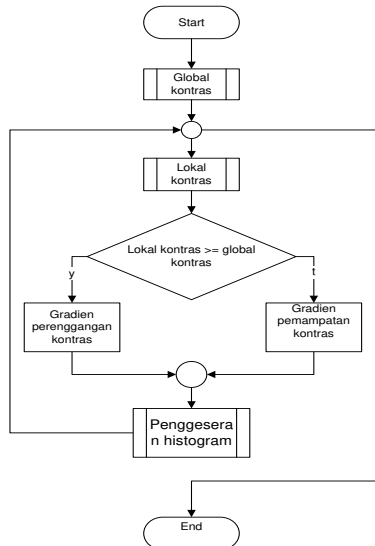 Start
Global
kontras
Lokal
kontras
Lokal kontras >= global
kontras
y
t
Gradien
perenggangan
kontras
Gradien
pemampatan
kontras
Penggesera
n histogram
End